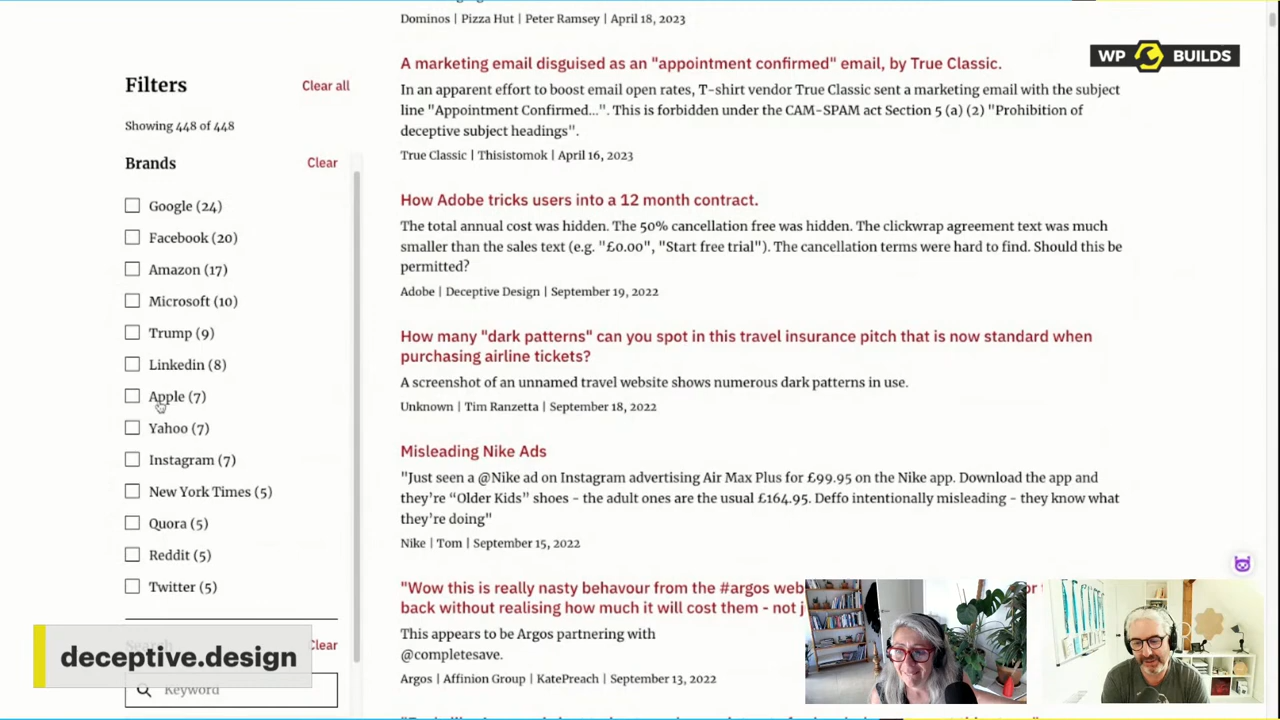 Dominos | Pizza Hut | Peter Ramsey | April 18, 2023
WP BUILDS
Filters
Clear all
Showing 448 of 448
Brands
Clear
Google (24)
Facebook (20)
Amazon (17)
Microsoft (10)
Trump (9)
Linkedin (8)
Apple (7)
Yahoo (7)
Instagram (7)
New York Times (5)
Quora (5)
Reddit (5)
Twitter (5)
Search
Clear
Keyword
deceptive.design
A marketing email disguised as an "appointment confirmed" email, by True Classic.
In an apparent effort to boost email open rates, T-shirt vendor True Classic sent a marketing email with the subject
line "Appointment Confirmed...". This is forbidden under the CAM-SPAM act Section 5 (a) (2) "Prohibition of
deceptive subject headings".
True Classic | Thisistomok | April 16, 2023
How Adobe tricks users into a 12 month contract.
The total annual cost was hidden. The 50% cancellation free was hidden. The clickwrap agreement text was much
smaller than the sales text (e.g. "£0.00", "Start free trial"). The cancellation terms were hard to find. Should this be
permitted?
Adobe | Deceptive Design | September 19, 2022
How many "dark patterns" can you spot in this travel insurance pitch that is now standard when
purchasing airline tickets?
A screenshot of an unnamed travel website shows numerous dark patterns in use.
Unknown | Tim Ranzetta | September 18, 2022
Misleading Nike Ads
"Just seen a @Nike ad on Instagram advertising Air Max Plus for £99.95 on the Nike app. Download the app and
they're “Older Kids” shoes - the adult ones are the usual £164.95. Deffo intentionally misleading - they know what
they're doing"
Nike | Tom | September 15, 2022
"Wow this is really nasty behavour from the #argos web
back without realising how much it will cost them - not j
This appears to be Argos partnering with
@completesave.
Argos | Affinion Group | KatePreach | September 13, 2022